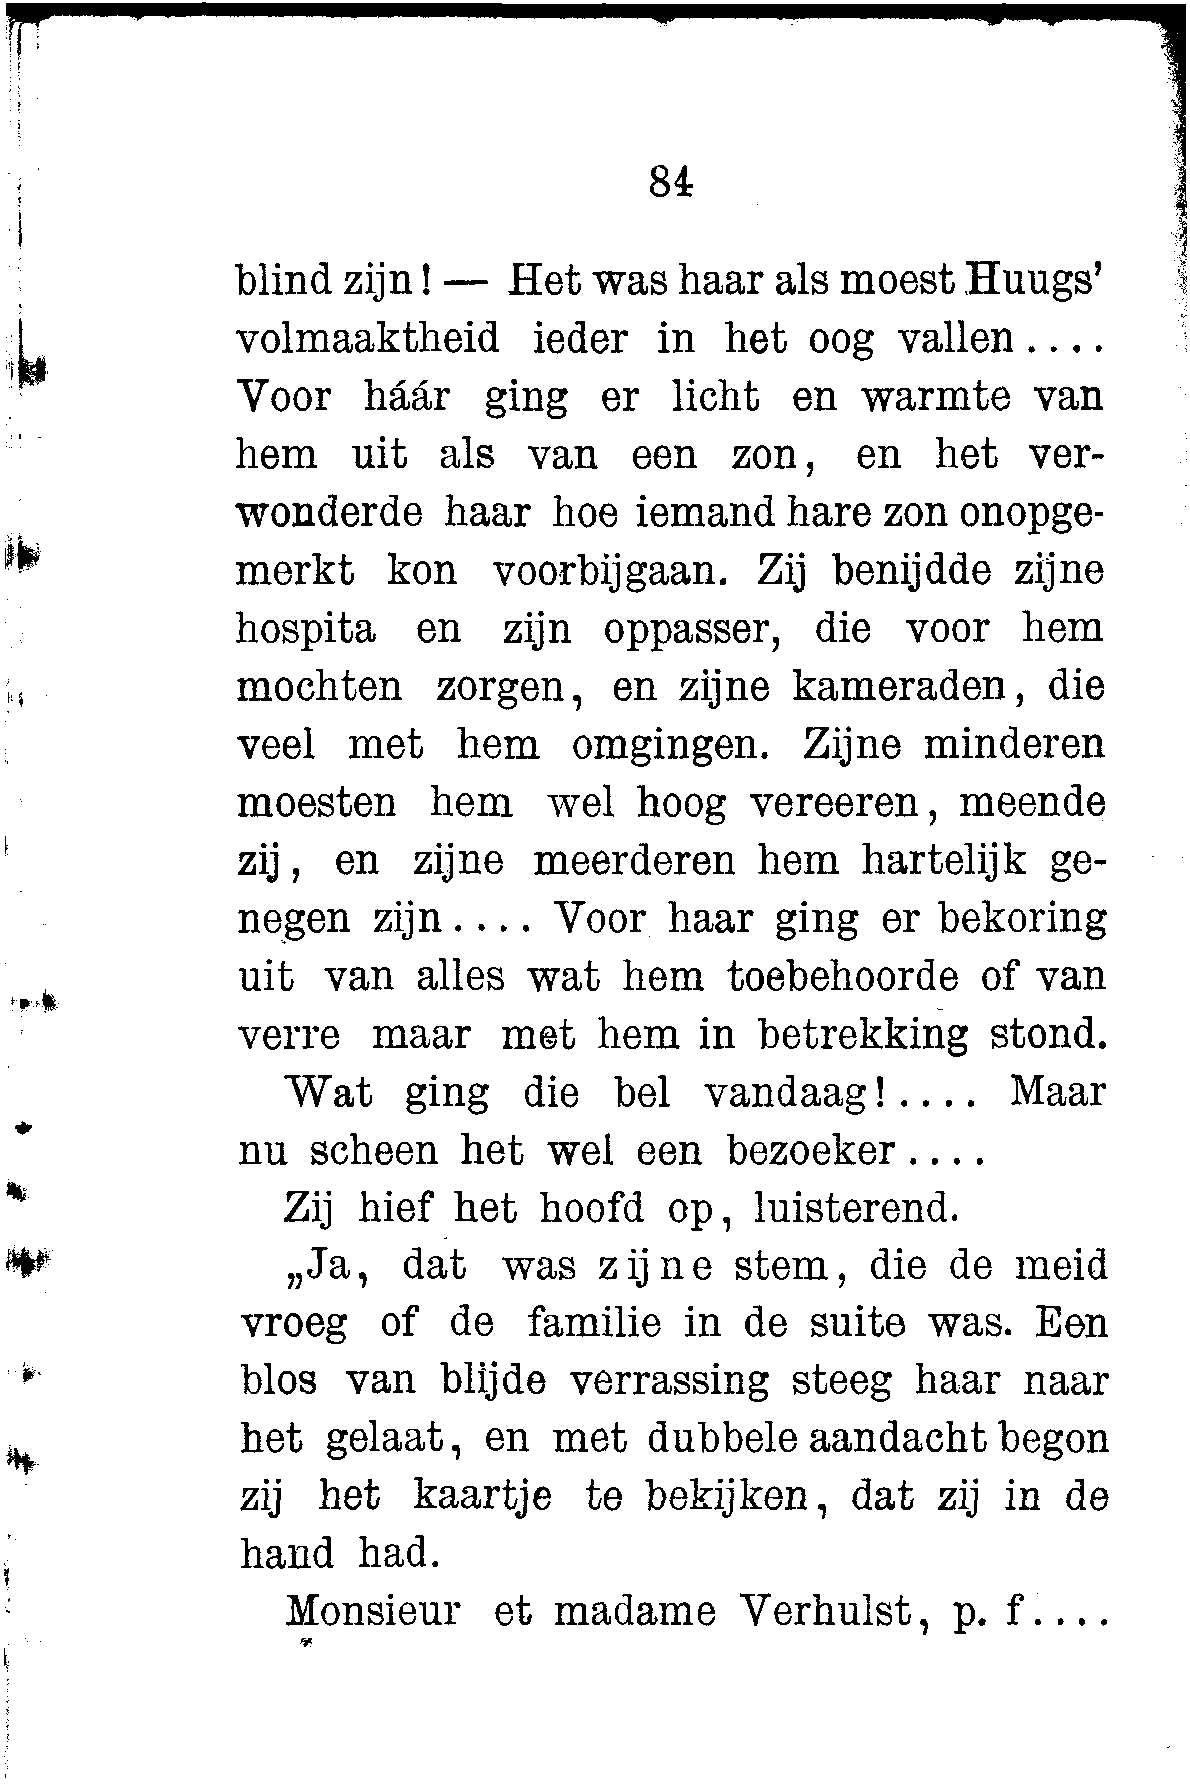 84
blind zijn! — Het was haar als moest Huugs'
volmaaktheid ieder in het oog vallen....
Voor háár ging er licht en warmte van
hem uit als van een zon, en het ver-
wonderde haar hoe iemand hare zon onopge-
merkt kon voorbijgaan. Zij benijdde zijne
hospita en zijn oppasser, die voor hem
mochten zorgen, en zijne kameraden, die
veel met hem omgingen. Zijne minderen
moesten hem wel hoog vereeren, meende
zij, en zijne meerderen hem hartelijk ge-
negen zijn.... Voor haar ging er bekoring
uit van alles wat hem toebehoorde of van
verre maar met hem in betrekking stond.
Wat ging die bel vandaag!.... Maar
nu scheen het wel een bezoeker....
Zij hief het hoofd op, luisterend.
„Ja, dat was zijne stem, die de meid
vroeg of de familie in de suite was. Een
blos van blijde verrassing steeg haar naar
het gelaat, en met dubbele aandacht begon
zij het kaartje te bekijken, dat zij in de
hand had.
Monsieur et madame Verhulst, p. f....